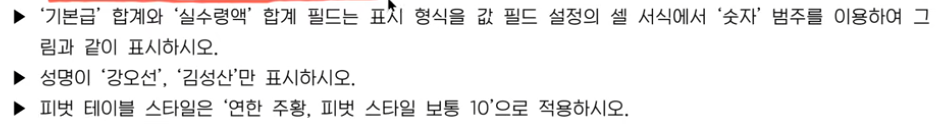 ▶ ‘기본급’ 합계와 ‘실수령액’ 합계 필드는 표시 형식을 값 필드 설정의 셀 서식에서 ‘숫자’ 범주를 이용하여 그
림과 같이 표시하시오.
▶ 성명이 ‘강오선’, ‘김성산’만 표시하시오.
▶ 피벗 테이블 스타일은 ‘연한 주황, 피벗 스타일 보통 10’으로 적용하시오.